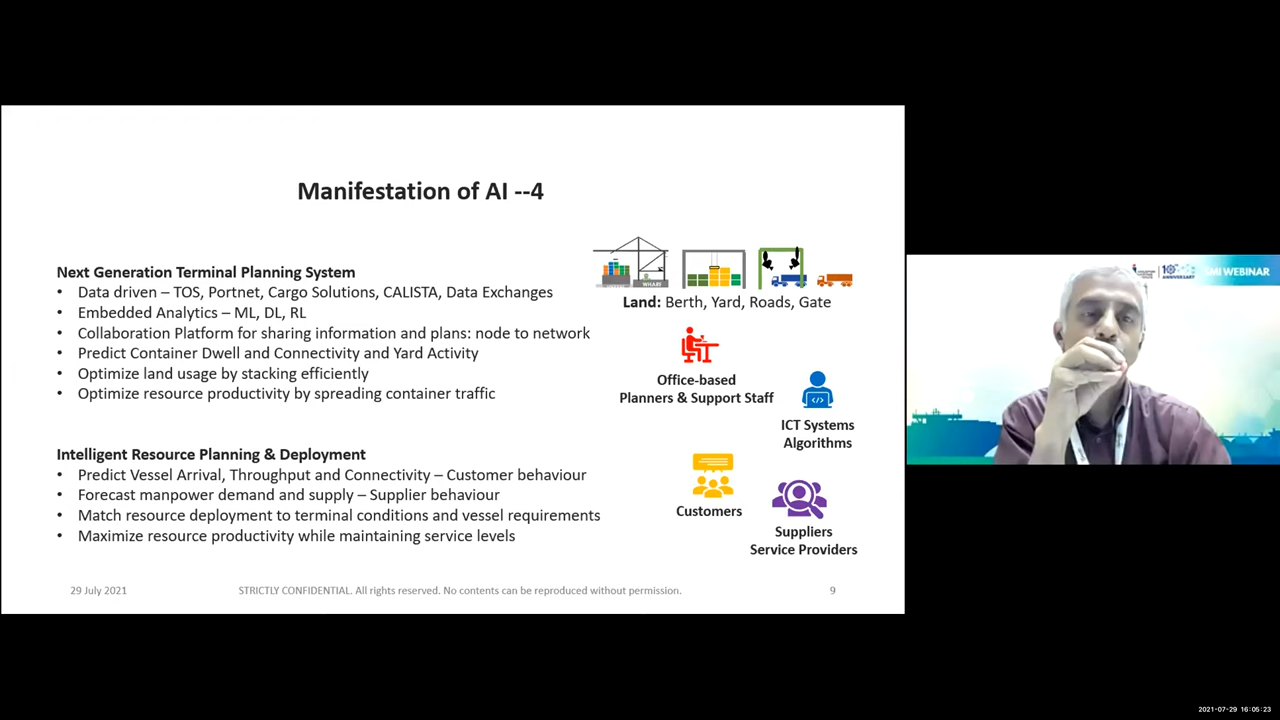 Manifestation of AI --4
Next Generation Terminal Planning System
• Data driven – TOS, Portnet, Cargo Solutions, CALISTA, Data Exchanges
• Embedded Analytics – ML, DL, RL
• Collaboration Platform for sharing information and plans: node to network
• Predict Container Dwell and Connectivity and Yard Activity
• Optimize land usage by stacking efficiently
• Optimize resource productivity by spreading container traffic
Intelligent Resource Planning & Deployment
• Predict Vessel Arrival, Throughput and Connectivity – Customer behaviour
• Forecast manpower demand and supply – Supplier behaviour
• Match resource deployment to terminal conditions and vessel requirements
• Maximize resource productivity while maintaining service levels
WHARF
Land: Berth, Yard, Roads, Gate
Office-based
Planners & Support Staff
</>
ICT Systems
Algorithms
Customers
Suppliers
Service Providers
29 July 2021
STRICTLY CONFIDENTIAL. All rights reserved. No contents can be reproduced without permission.
9
ANNIVERSARY
SMI WEBINAR
2021-07-29 16:05:23